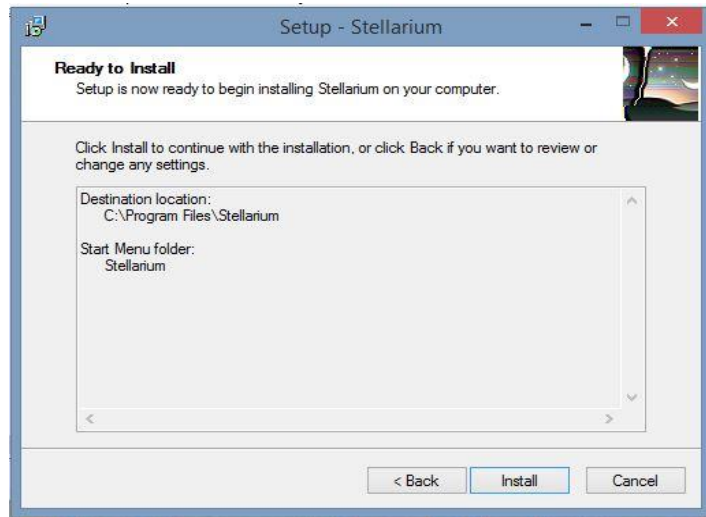 Setup - Stellarium
Ready to Install
Setup is now ready to begin installing Stellarium on your computer.
Click Install to continue with the installation, or click Back if you want to review or
change any settings.
Destination location:
C:\Program Files\Stellarium
Start Menu folder:
Stellarium
< Back
Install
Cancel